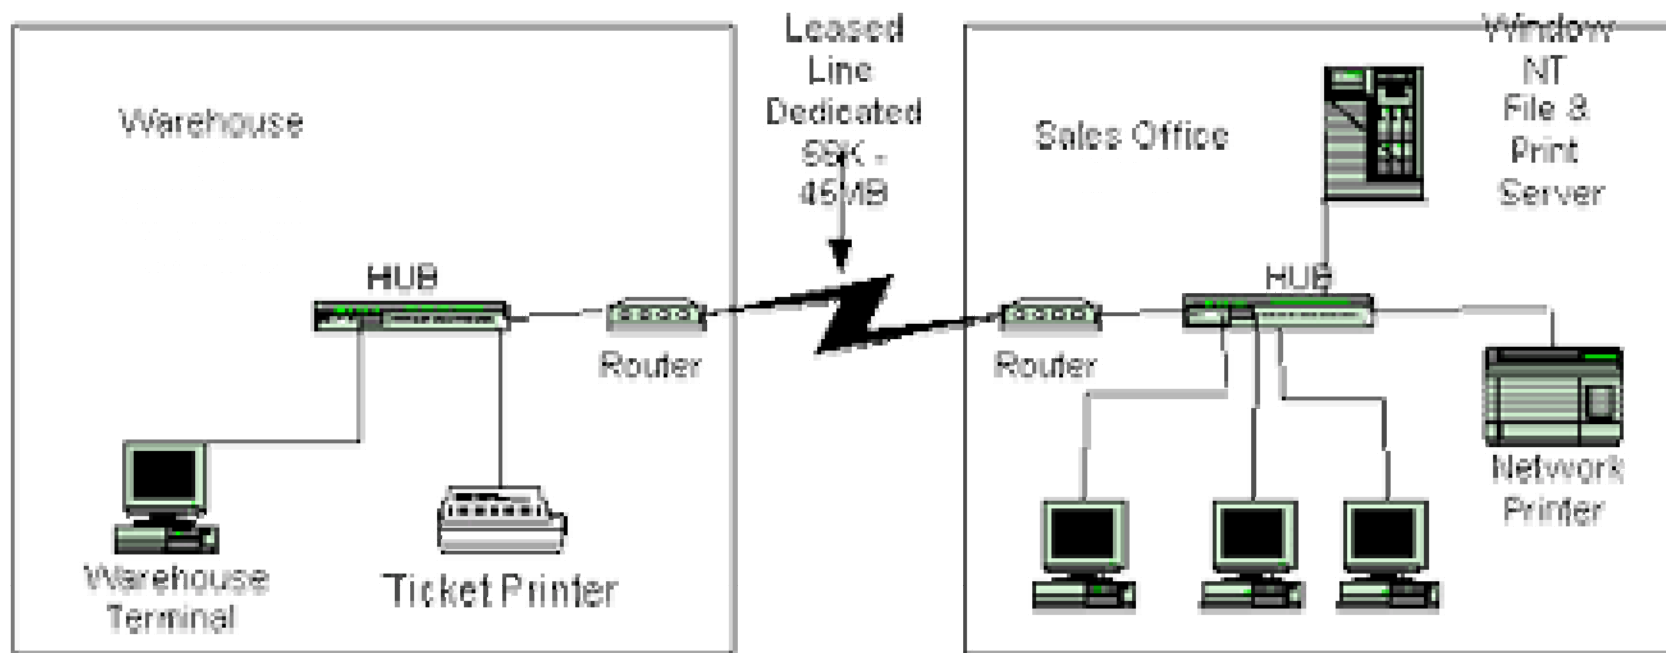 Leased
Line
Dedicated
45MB
Warehouse
HUB
Router
Warehouse
Terminal
Ticket Printer
Sales Office
Window
NT
File &
Print
Server
HUB
Router
Network
Printer